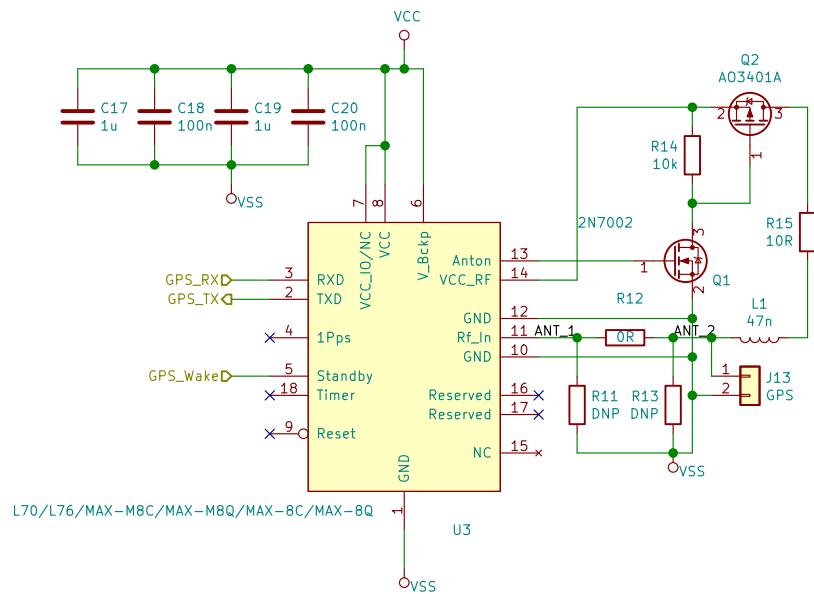 VCC
Q2
AO3401A
C17
1u
C18
100n
C19
1u
C20
100n
2
3
1
R14
10k
VSS
7
8
6
2N7002
3
R15
10R
VCC_IO/NC
VCC
V_Bckp
Anton
13
1
VCC_RF
14
Q1
2
GPS_RX
3
RXD
GPS_TX
2
TXD
R12
L1
47n
GND
12
4
1Pps
Rf_In
11
ANT_1
0R
ANT_2
GND
10
GPS_Wake
5
Standby
1
J13
GPS
2
18
Timer
Reserved
16
R11
DNP
R13
DNP
Reserved
17
9
Reset
NC
15
GND
VSS
1
L70/L76/MAX-M8C/MAX-M8Q/MAX-8C/MAX-8Q
U3
VSS